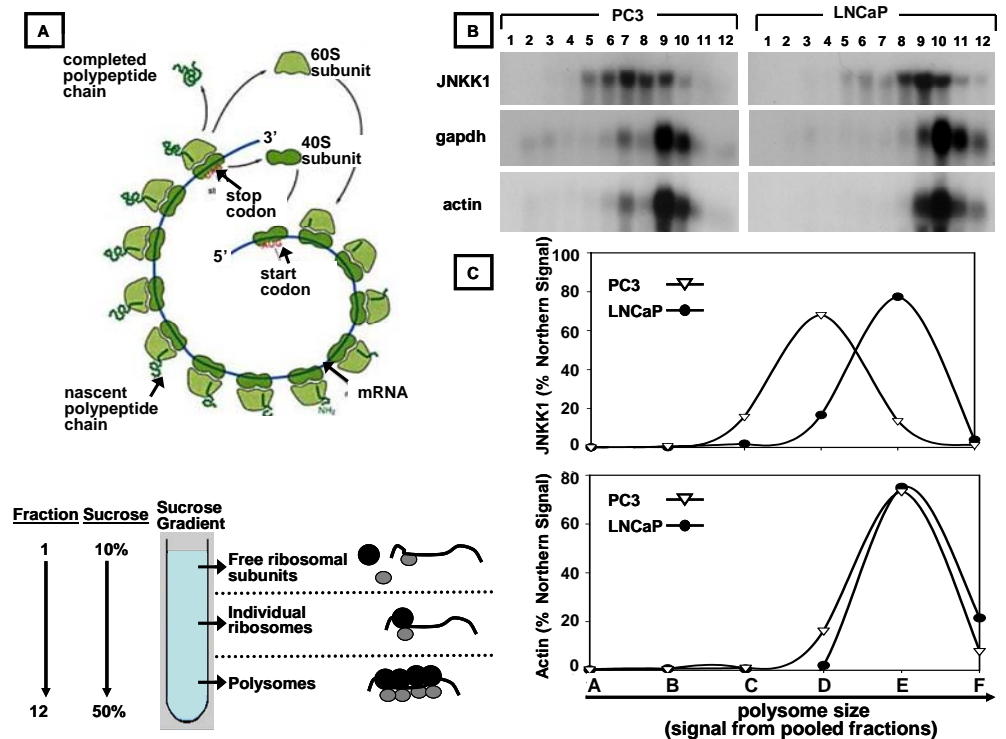 A
completed
polypeptide
chain
60S
subunit
3’
40S
subunit
stop
codon
5’
AUG
start
codon
nascent
polypeptide
chain
mRNA
NH2
Fraction
Sucrose
Sucrose
Gradient
1
10%
12
50%
Free ribosomal
subunits
Individual
ribosomes
Polysomes
B
PC3
LNCaP
1 2 3 4 5 6 7 8 9 10 11 12
1 2 3 4 5 6 7 8 9 10 11 12
JNKK1
gapdh
actin
C
JNKK1 (% Northern Signal)
100
80
60
40
20
0
PC3
LNCaP
Actin (% Northern Signal)
80
60
40
20
0
PC3
LNCaP
A B C D E F
polysome size
(signal from pooled fractions)